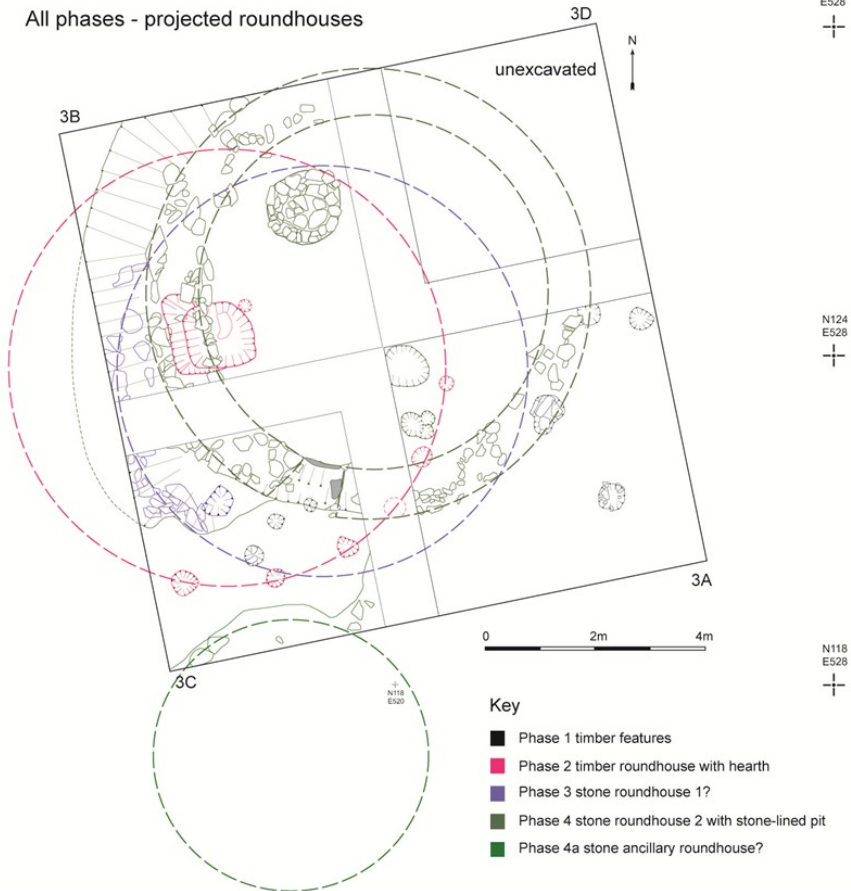 E528
All phases - projected roundhouses
3D
N
unexcavated
3B
N124
E528
3A
0 2m 4m
N118
E528
3C
N118
E520
Key
Phase 1 timber features
Phase 2 timber roundhouse with hearth
Phase 3 stone roundhouse 1?
Phase 4 stone roundhouse 2 with stone-lined pit
Phase 4a stone ancillary roundhouse?